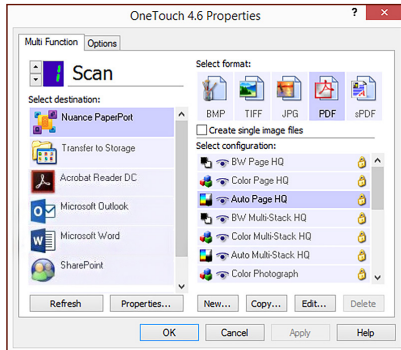 OneTouch 4.6 Properties
?
×
Multi Function
Options
1
Scan
Select format:
BMP
TIFF
JPG
PDF
sPDF
Create single image files
Select destination:
Nuance PaperPort
Transfer to Storage
Acrobat Reader DC
Microsoft Outlook
Microsoft Word
SharePoint
Select configuration:
BW Page HQ
Color Page HQ
Auto Page HQ
BW Multi-Stack HQ
Color Multi-Stack HQ
Auto Multi-Stack HQ
Color Photograph
Refresh
Properties...
New...
Copy...
Edit...
Delete
OK
Cancel
Apply
Help